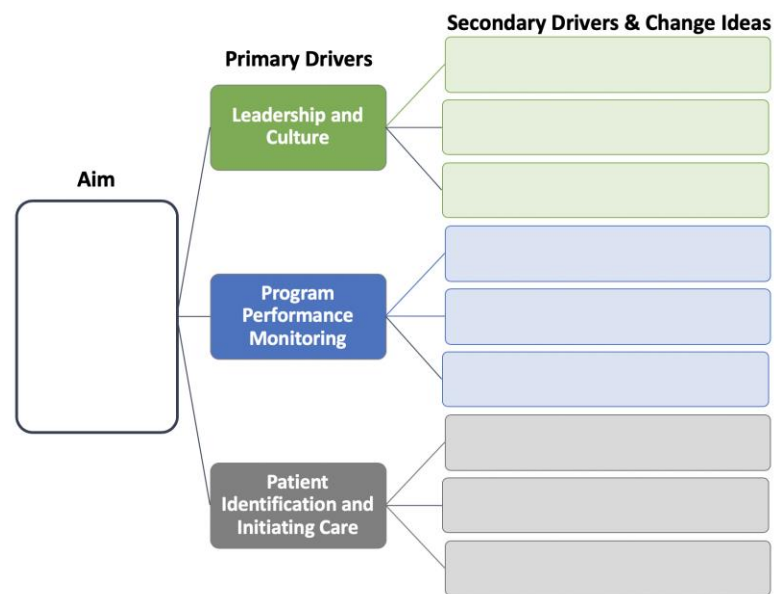 Secondary Drivers & Change Ideas
Primary Drivers
Leadership and
Culture
Aim
Program
Performance
Monitoring
Patient
Identification and
Initiating Care